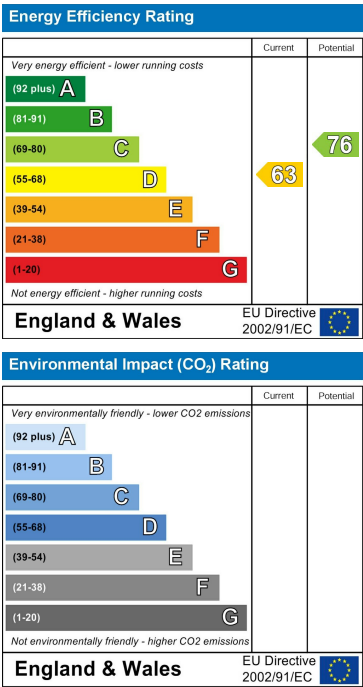 Energy Efficiency Rating
Current Potential
Very energy efficient - lower running costs
(92 plus) A
(81-91) B
(69-80) C
(55-68) D
(39-54) E
(21-38) F
(1-20) G
63
76
Not energy efficient - higher running costs
England & Wales
EU Directive
2002/91/EC
Environmental Impact (CO₂) Rating
Current Potential
Very environmentally friendly - lower CO2 emissions
(92 plus) A
(81-91) B
(69-80) C
(55-68) D
(39-54) E
(21-38) F
(1-20) G
Not environmentally friendly - higher CO2 emissions
England & Wales
EU Directive
2002/91/EC